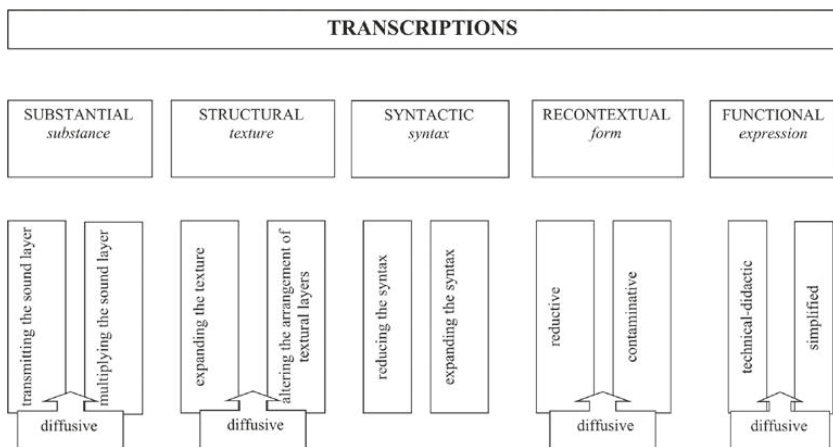 TRANSCRIPTIONS
SUBSTANTIAL
substance
STRUCTURAL
texture
SYNTACTIC
syntax
RECONTEXTUAL
form
FUNCTIONAL
expression
transmitting the sound layer
multiplying the sound layer
expanding the texture
altering the arrangement of
textural layers
reducing the syntax
expanding the syntax
reductive
contaminative
technical-didactic
simplified
diffusive
diffusive
diffusive
diffusive